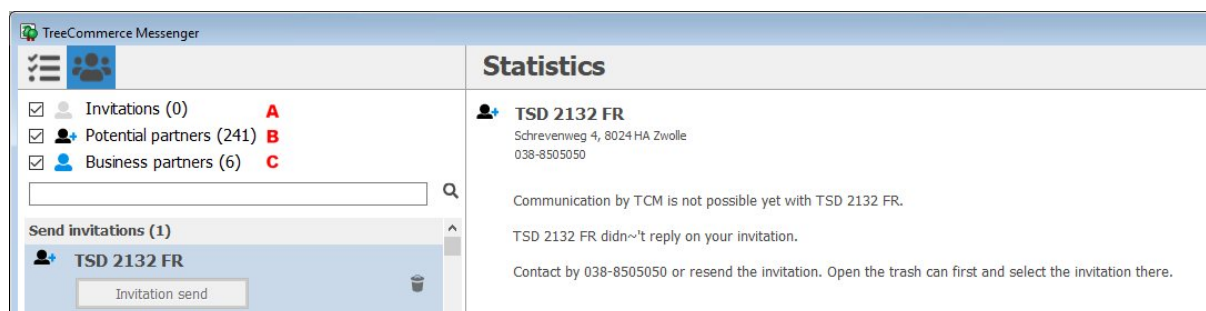 TreeCommerce Messenger
Statistics
Invitations (0) A
Potential partners (241) B
Business partners (6) C
Send invitations (1)
TSD 2132 FR
Invitation send
TSD 2132 FR
Schrevenweg 4, 8024 HA Zwolle
038-8505050
Communication by TCM is not possible yet with TSD 2132 FR.
TSD 2132 FR didn~'t reply on your invitation.
Contact by 038-8505050 or resend the invitation. Open the trash can first and select the invitation there.